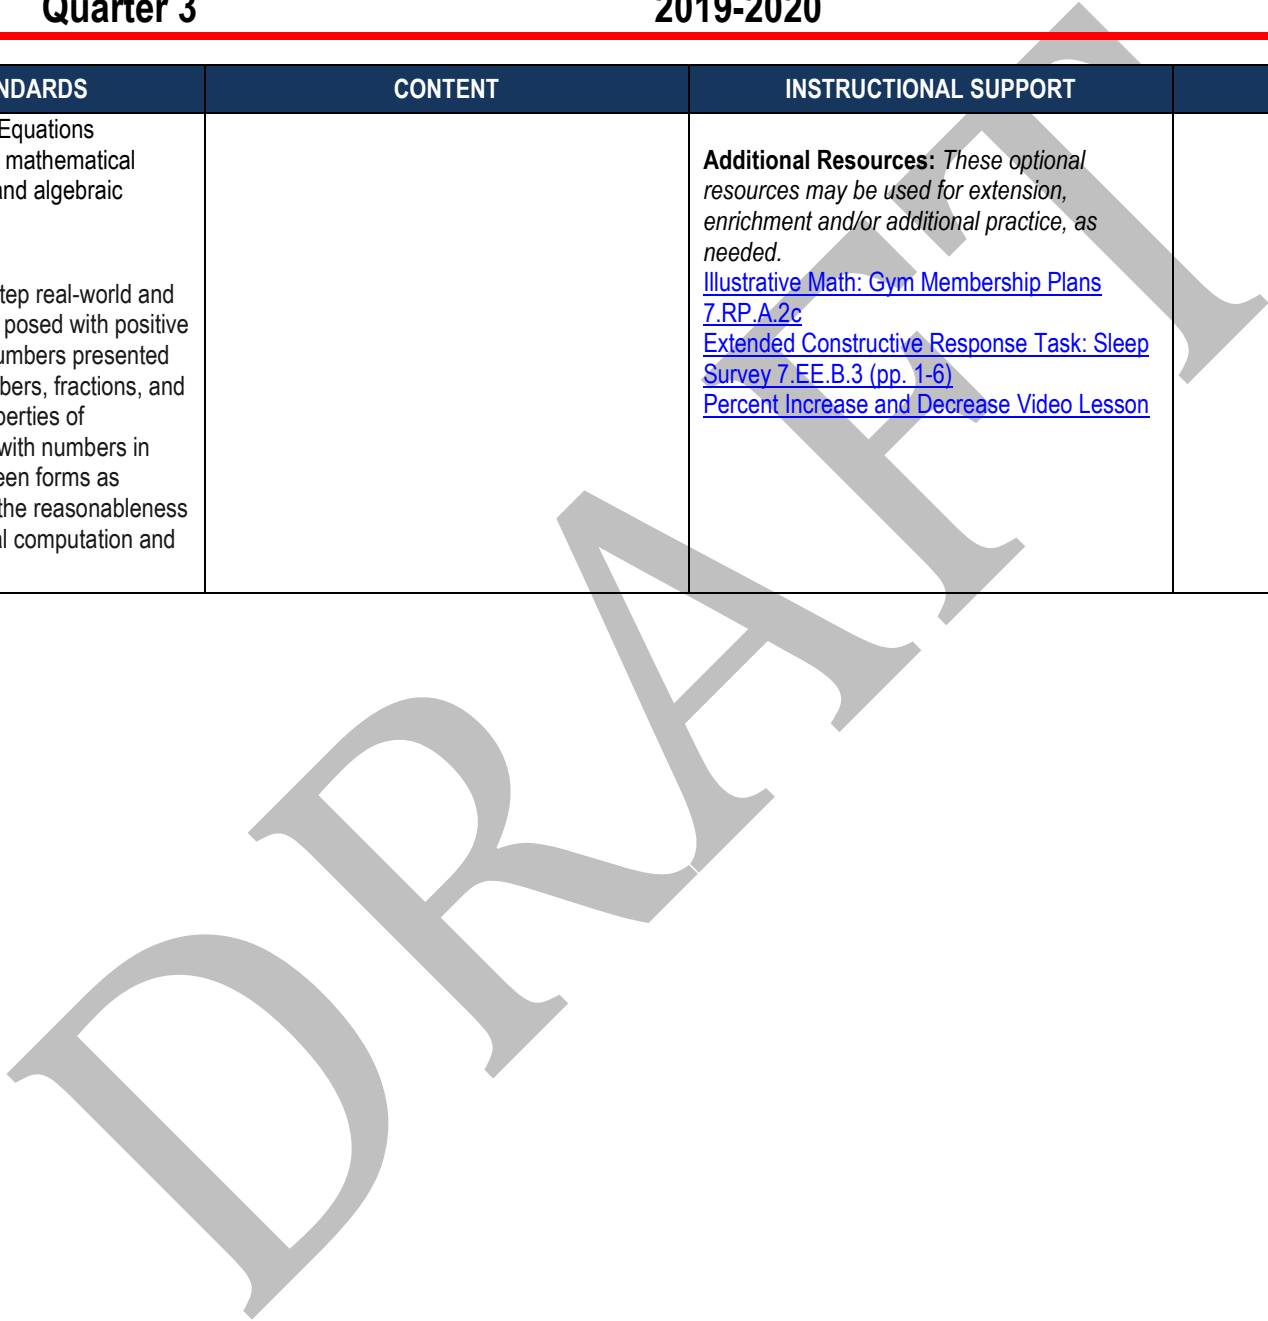 Quarter 3
2019-2020
NDARDS
CONTENT
INSTRUCTIONAL SUPPORT
Equations
mathematical
and algebraic
tep real-world and
posed with positive
umbers presented
bers, fractions, and
perties of
with numbers in
een forms as
the reasonableness
al computation and
Additional Resources: These optional
resources may be used for extension,
enrichment and/or additional practice, as
needed.
Illustrative Math: Gym Membership Plans
7.RP.A.2c
Extended Constructive Response Task: Sleep
Survey 7.EE.B.3 (pp. 1-6)
Percent Increase and Decrease Video Lesson
DRAFT